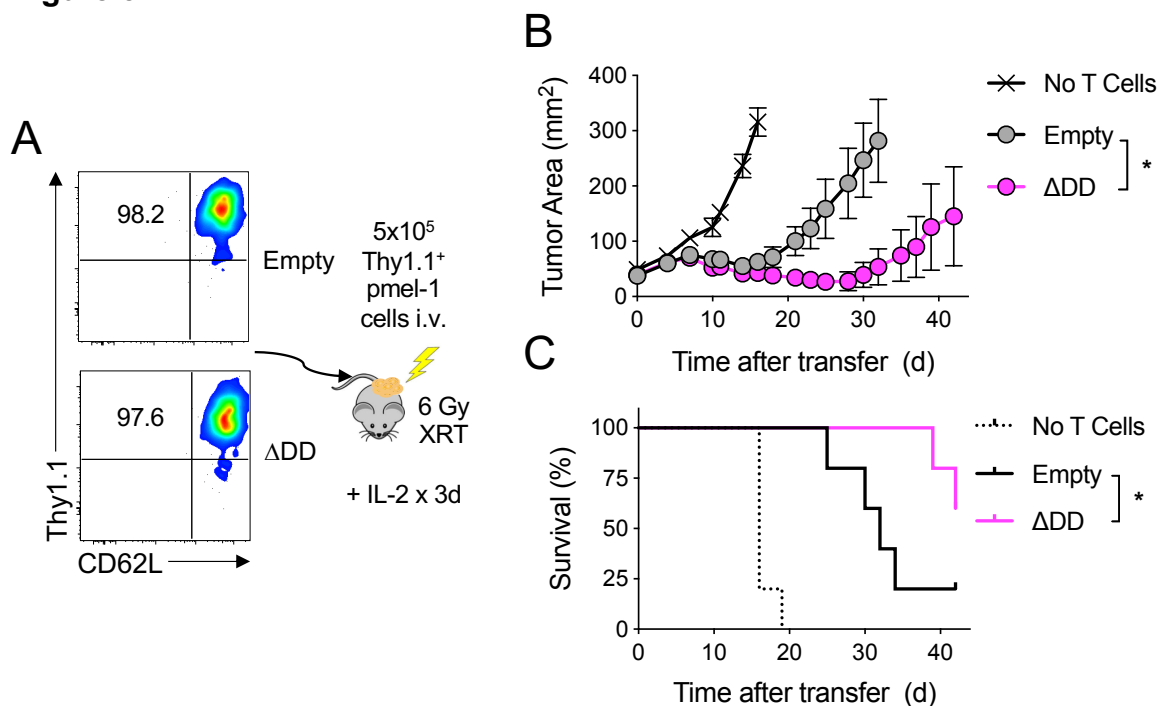 A
98.2
Empty
97.6
ΔDD
Thy1.1
CD62L
5x10⁵
Thy1.1⁺
pmel-1
cells i.v.
6 Gy
XRT
+ IL-2 x 3d
B
Tumor Area (mm²)
400
300
200
100
0
0 10 20 30 40
Time after transfer (d)
No T Cells
Empty
ΔDD
*
C
Survival (%)
100
75
50
25
0
0 10 20 30 40
Time after transfer (d)
No T Cells
Empty
ΔDD
*